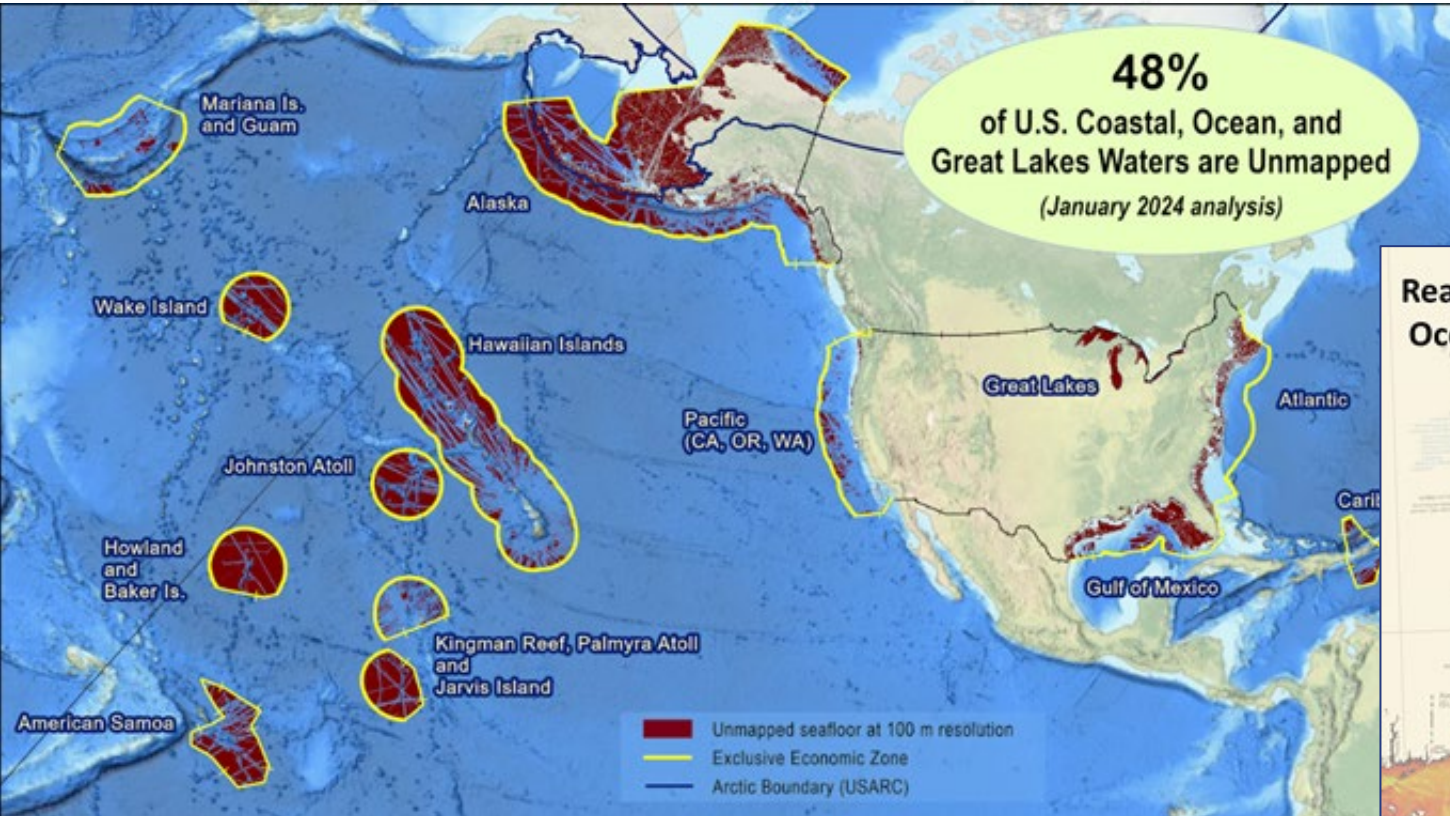 48%
of U.S. Coastal, Ocean, and
Great Lakes Waters are Unmapped
(January 2024 analysis)
Mariana Is.
and Guam
Alaska
Wake Island
Hawaiian Islands
Great Lakes
Atlantic
Pacific
(CA, OR, WA)
Johnston Atoll
Carib
Howland
and
Baker Is.
Gulf of Mexico
Kingman Reef, Palmyra Atoll
and
Jarvis Island
American Samoa
Unmapped seafloor at 100 m resolution
Exclusive Economic Zone
Arctic Boundary (USARC)
Rea
Oce